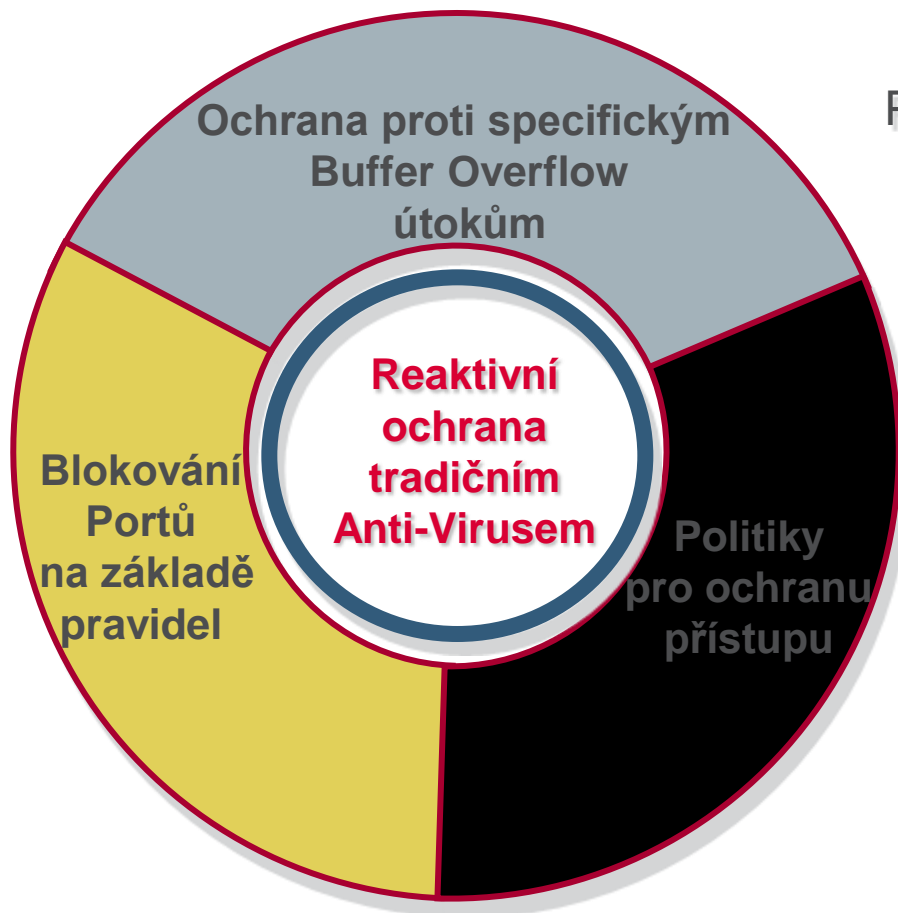 Ochrana proti specifickým
Buffer Overflow
útokům
Reaktivní
ochrana
tradičním
Anti-Virusem
Blokování
Portů
na základě
pravidel
Politiky
pro ochranu
přístupu